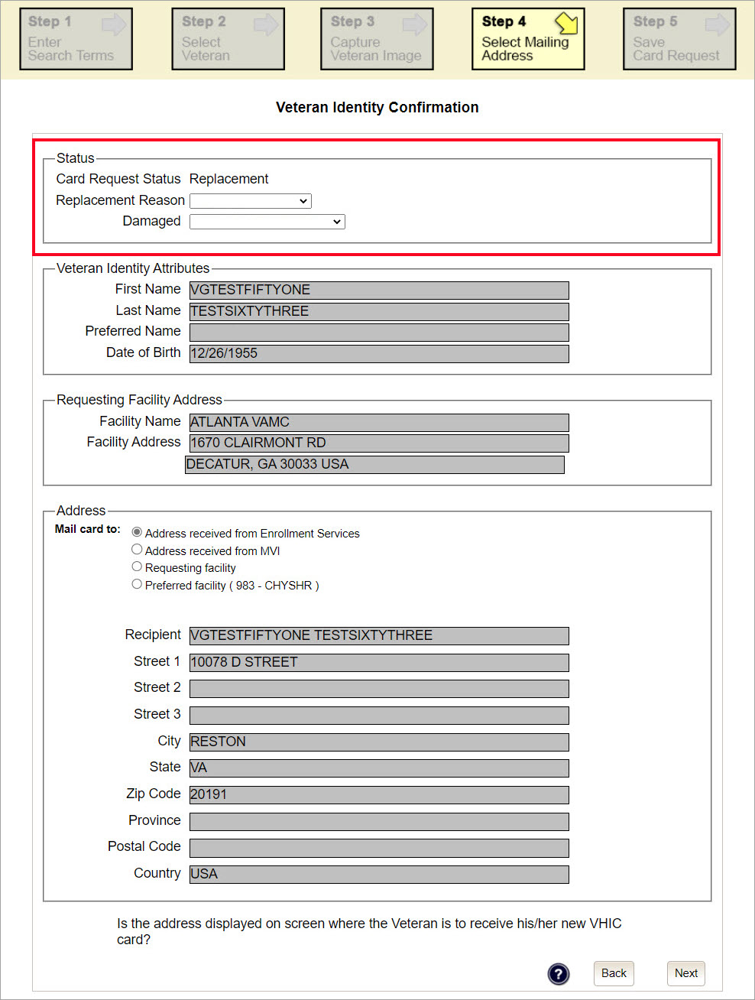 Step 1
Enter
Search Terms
Step 2
Select
Veteran
Step 3
Capture
Veteran Image
Step 4
Select Mailing
Address
Step 5
Save
Card Request
Veteran Identity Confirmation
Status
Card Request Status Replacement
Replacement Reason
Damaged
Veteran Identity Attributes
First Name VGTESTFIFTYONE
Last Name TESTSIXTYTHREE
Preferred Name
Date of Birth 12/26/1955
Requesting Facility Address
Facility Name ATLANTA VAMC
Facility Address 1670 CLAIRMONT RD
DECATUR, GA 30033 USA
Address
Mail card to: Address received from Enrollment Services
Address received from MVI
Requesting facility
Preferred facility ( 983 - CHYSHR )
Recipient VGTESTFIFTYONE TESTSIXTYTHREE
Street 1 10078 D STREET
Street 2
Street 3
City RESTON
State VA
Zip Code 20191
Province
Postal Code
Country USA
Is the address displayed on screen where the Veteran is to receive his/her new VHIC
card?
? Back Next